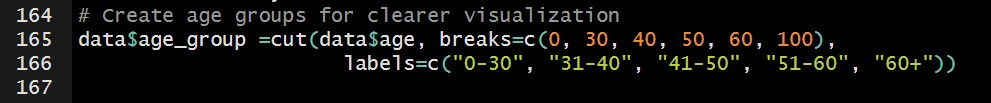 164 # Create age groups for clearer visualization
165 data$age_group =cut(data$age, breaks=c(0, 30, 40, 50, 60, 100),
166 labels=c("0-30", "31-40", "41-50", "51-60", "60+"))
167